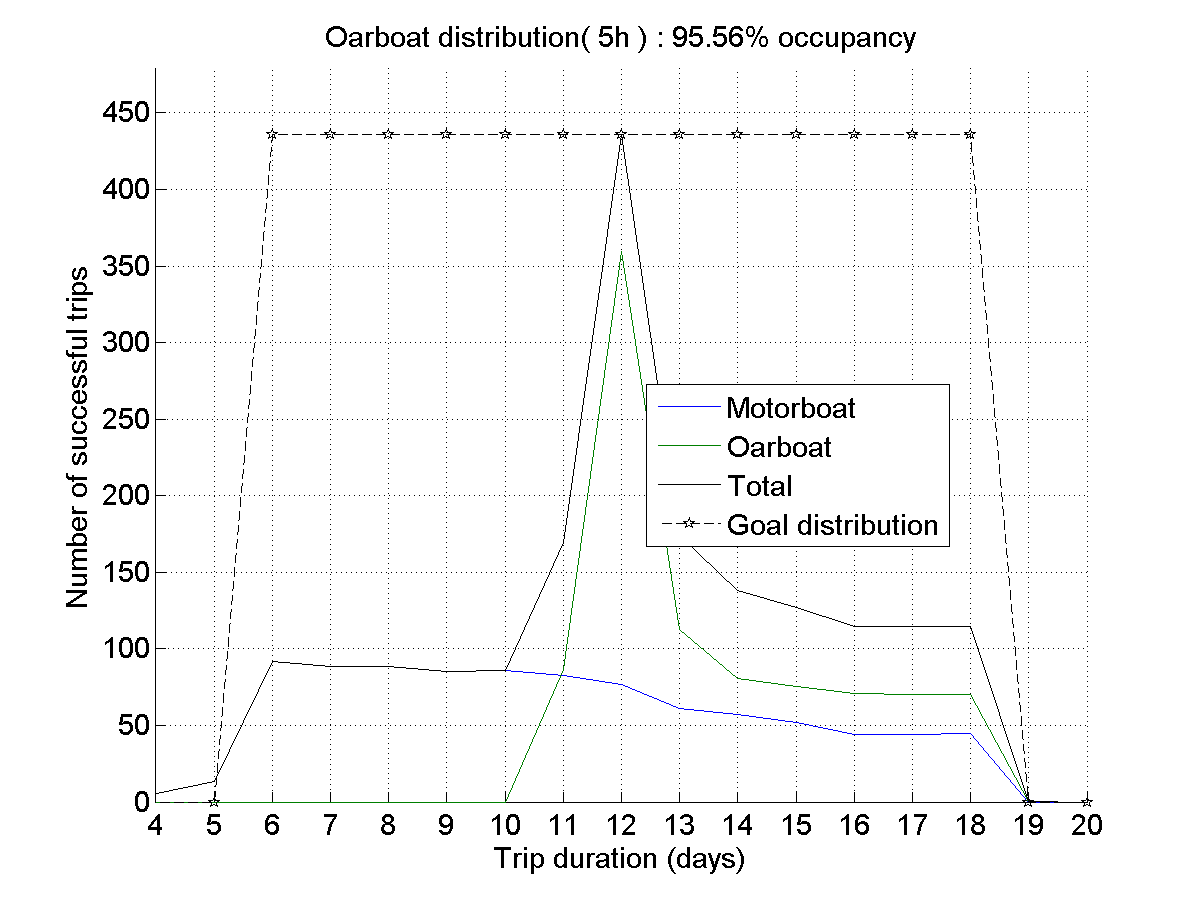 Oarboat distribution( 5h ) : 95.56% occupancy
Number of successful trips
450
400
350
300
250
200
150
100
50
0
Motorboat
Oarboat
Total
Goal distribution
4 5 6 7 8 9 10 11 12 13 14 15 16 17 18 19 20
Trip duration (days)